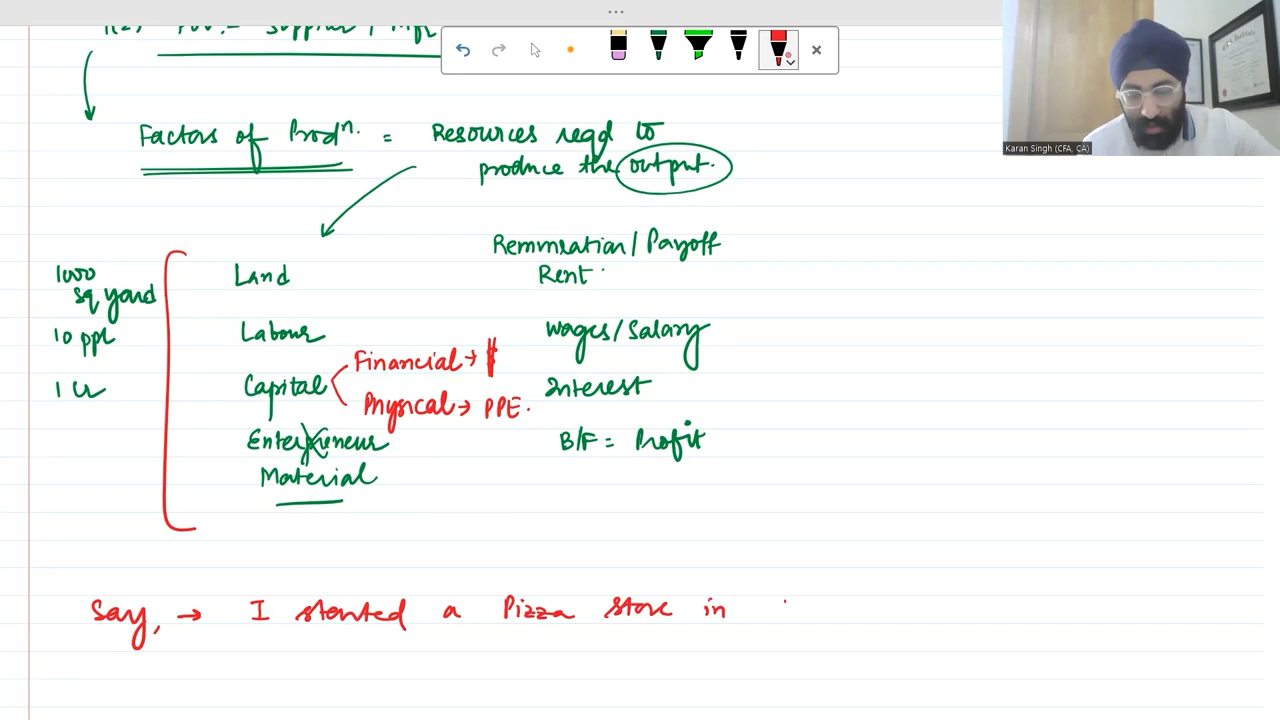 Factors of Prodn. = Resources reqd to
produce the output.
Remmration / Payoff
1000
sq yard
Land
Rent
10 ppl
Labour
Wages/Salary
Financial → $
1 Cr
Capital
Interest
Physical → PPE.
Enterpreneur
B/F = Profit
Material
Say, → I started a Pizza store in
Karan Singh (CFA, CA)